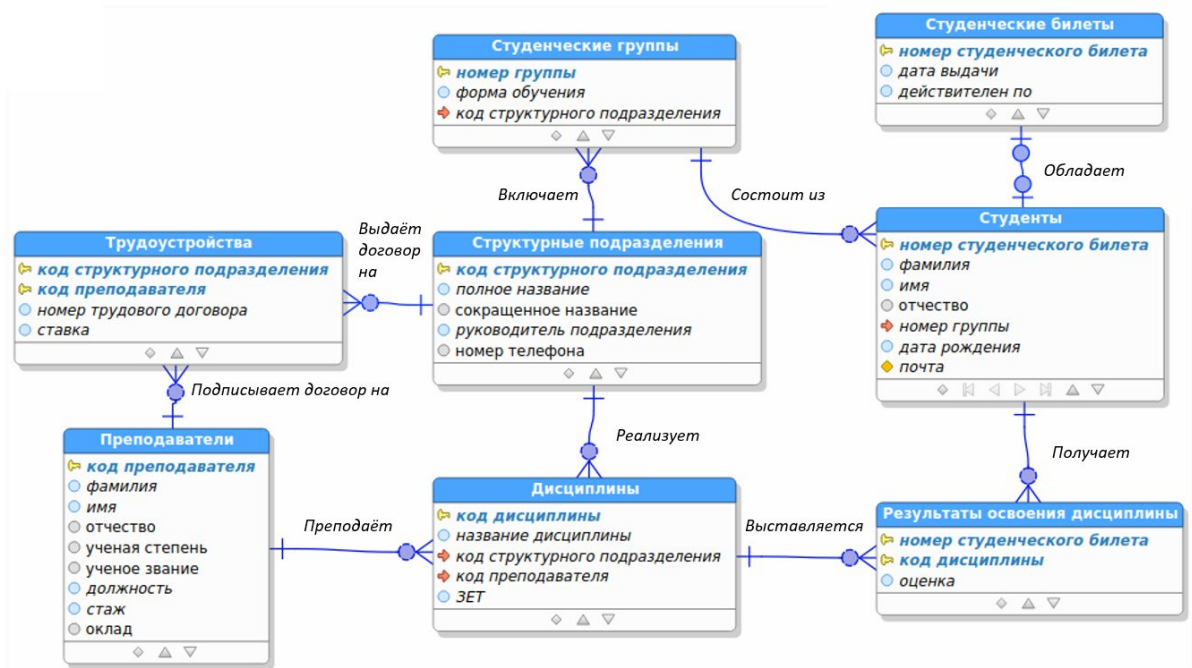 Студенческие группы
номер группы
форма обучения
код структурного подразделения
Студенческие билеты
номер студенческого билета
дата выдачи
действителен по
Обладает
Включает
Состоит из
Выдаёт
договор
на
Трудоустройства
код структурного подразделения
код преподавателя
номер трудового договора
ставка
Структурные подразделения
код структурного подразделения
полное название
сокращенное название
руководитель подразделения
номер телефона
Студенты
номер студенческого билета
фамилия
имя
отчество
номер группы
дата рождения
почта
Подписывает договор на
Реализует
Получает
Преподаватели
код преподавателя
фамилия
имя
отчество
ученая степень
ученое звание
должность
стаж
оклад
Преподаёт
Дисциплины
код дисциплины
название дисциплины
код структурного подразделения
код преподавателя
ЗЕТ
Выставляется
Результаты освоения дисциплины
номер студенческого билета
код дисциплины
оценка